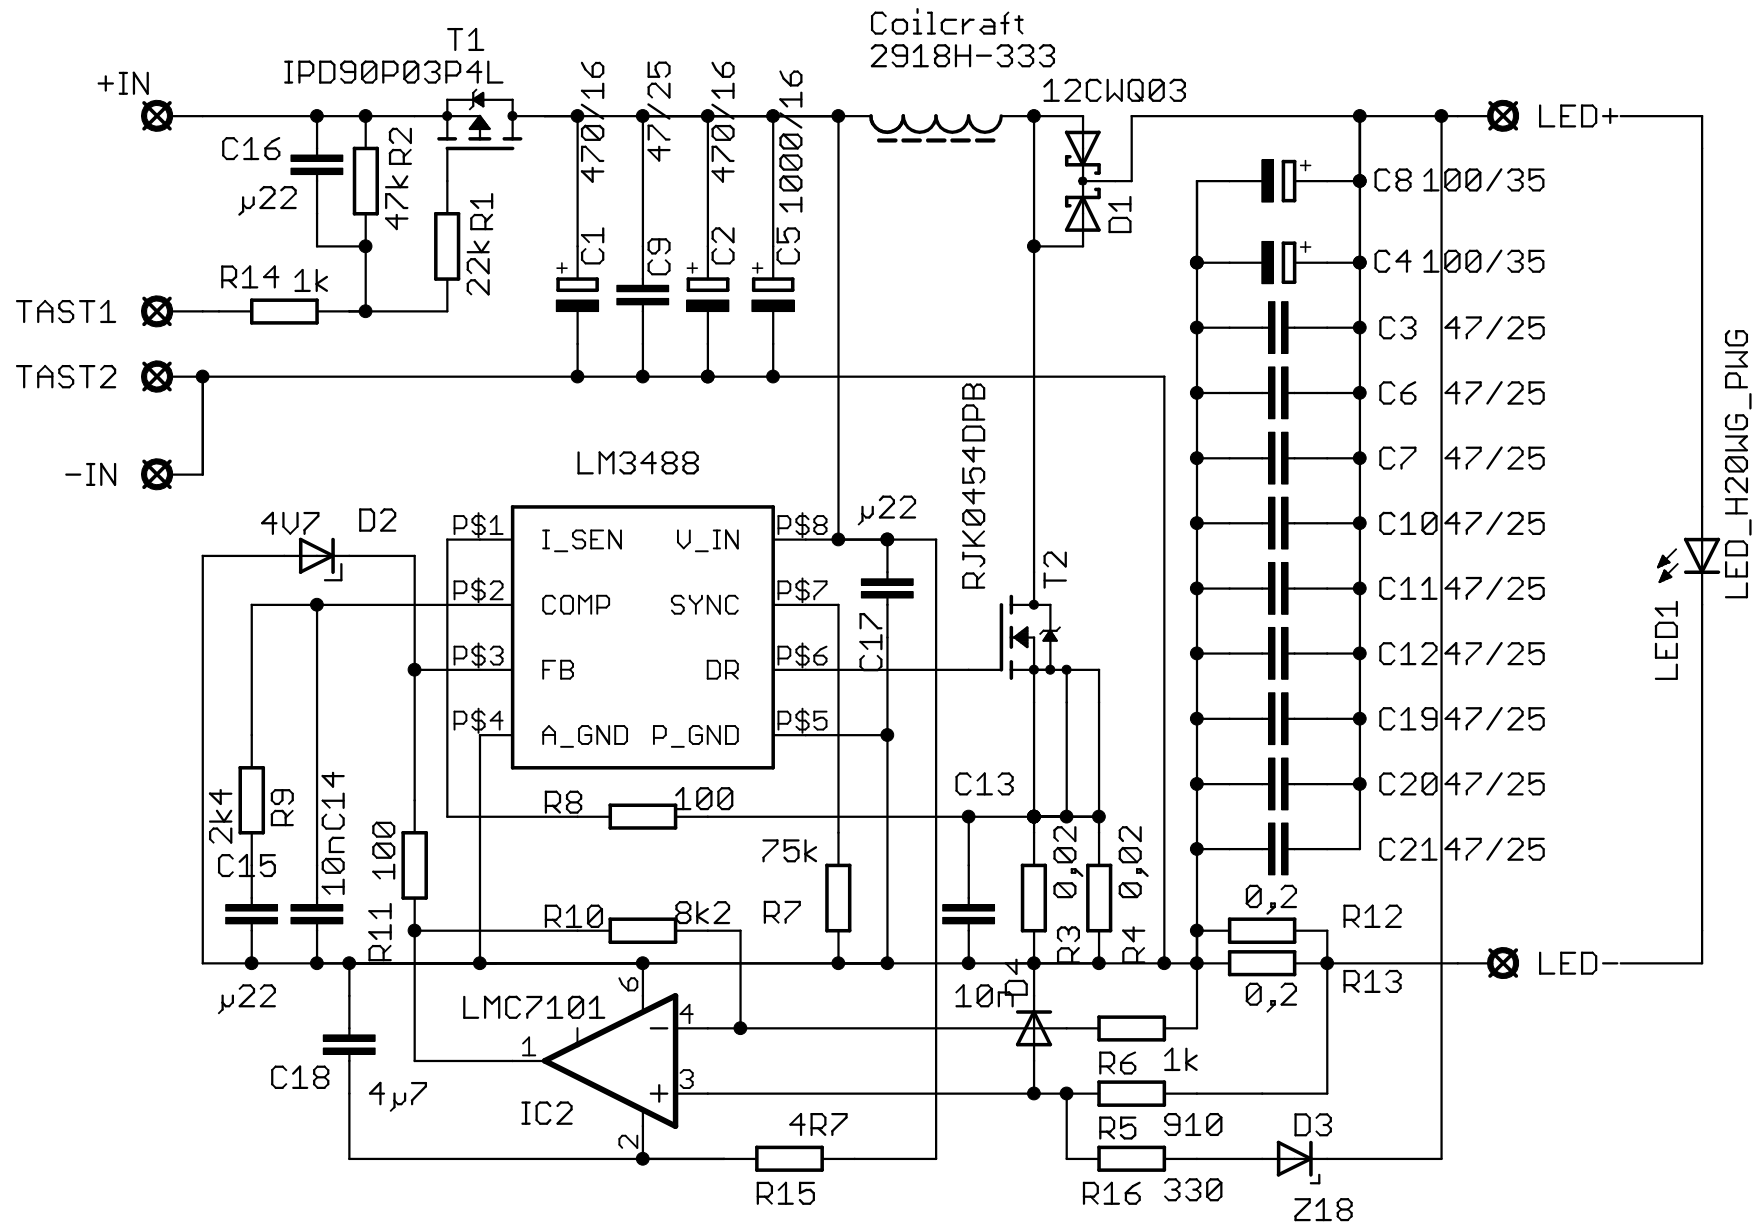 Coilcraft
2918H-333
T1
IPD90P03P4L
+IN
470/16
47/25
470/16
1000/16
12CWQ03
LED+
C16
µ22
47k
R2
22k
R1
C1
C9
C2
C5
D1
C8 100/35
C4 100/35
R14 1k
TAST1
C3 47/25
TAST2
C6 47/25
RJK0454DPB
LED_H20WG_PWG
-IN
LM3488
C7 47/25
4V7
D2
P$1
I_SEN
V_IN
P$8
µ22
C10 47/25
T2
P$2
COMP
SYNC
P$7
C11 47/25
C17
LED1
P$3
FB
DR
P$6
C12 47/25
P$4
A_GND
P_GND
P$5
C19 47/25
C13
C20 47/25
R8
100
2k4
R9
10n
C14
100
75k
0,02
0,02
C21 47/25
C15
R11
R10
8k2
R7
R3
R4
0,2
R12
LED-
µ22
LMC7101
6
10n
D4
0,2
R13
1
4
-
R6
1k
C18
4µ7
IC2
3
+
R5
910
D3
2
4R7
R15
R16
330
Z18